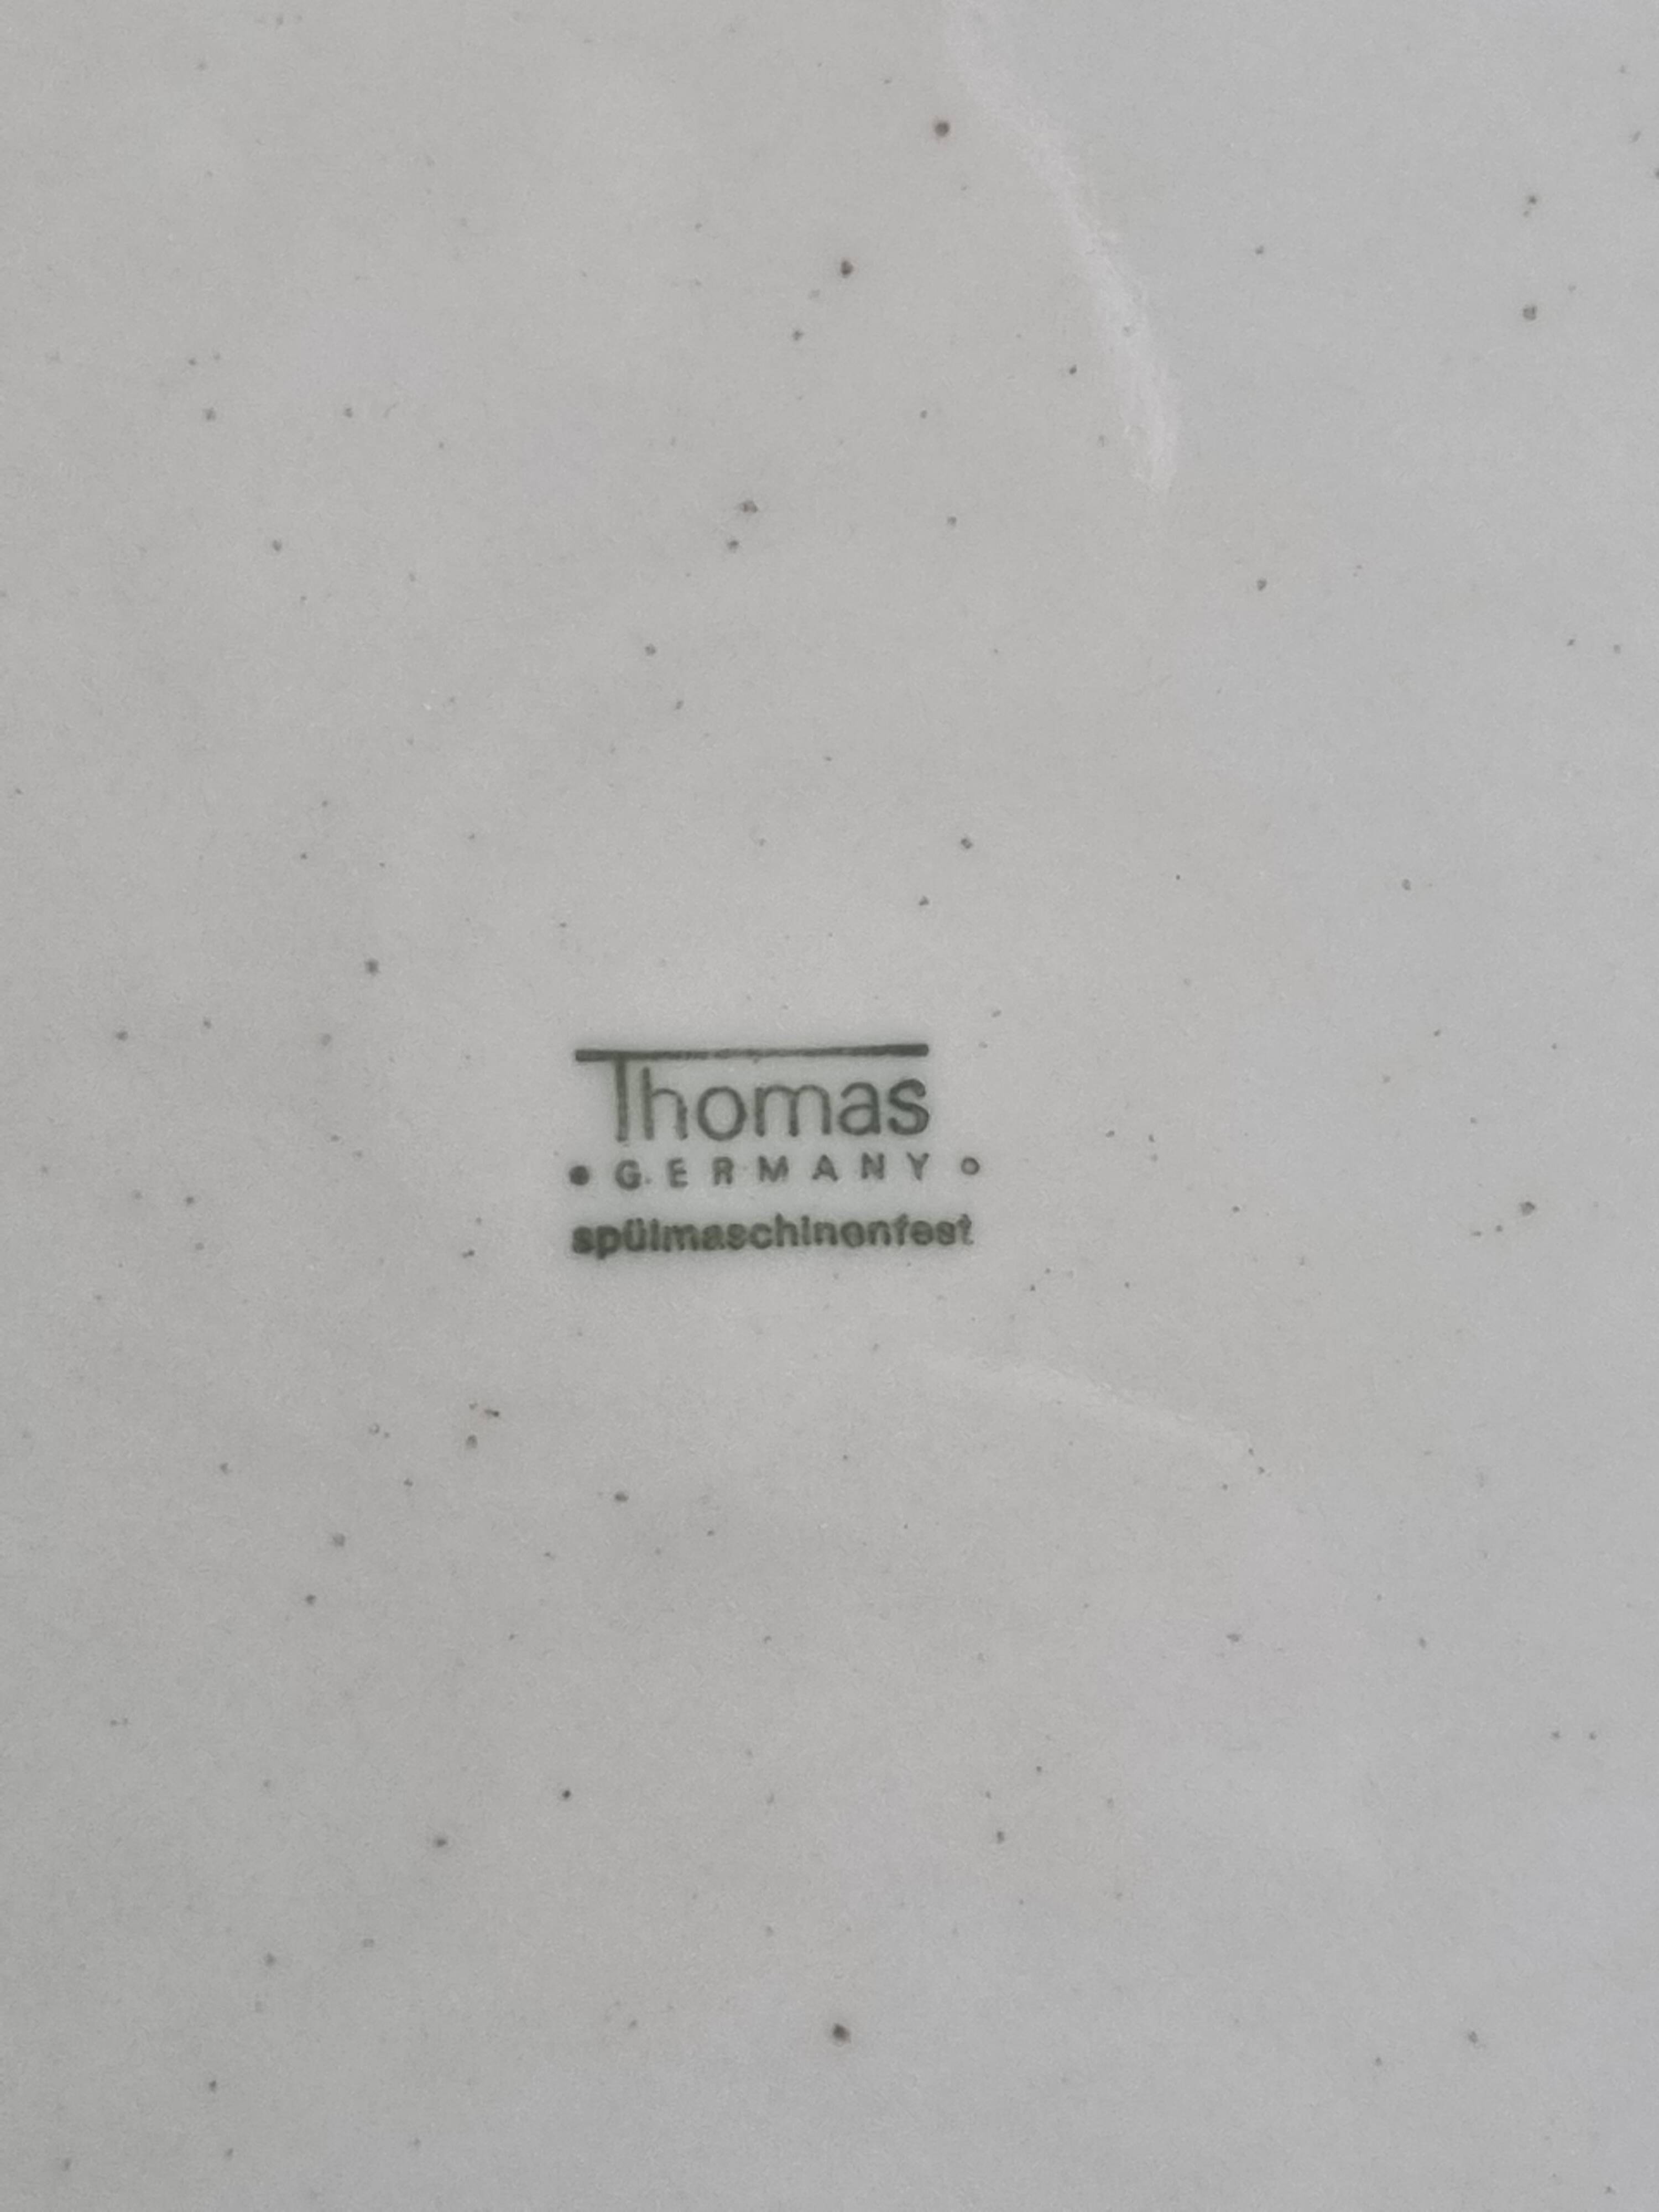 Thomas
• GERMANY °
spülmaschinenfest